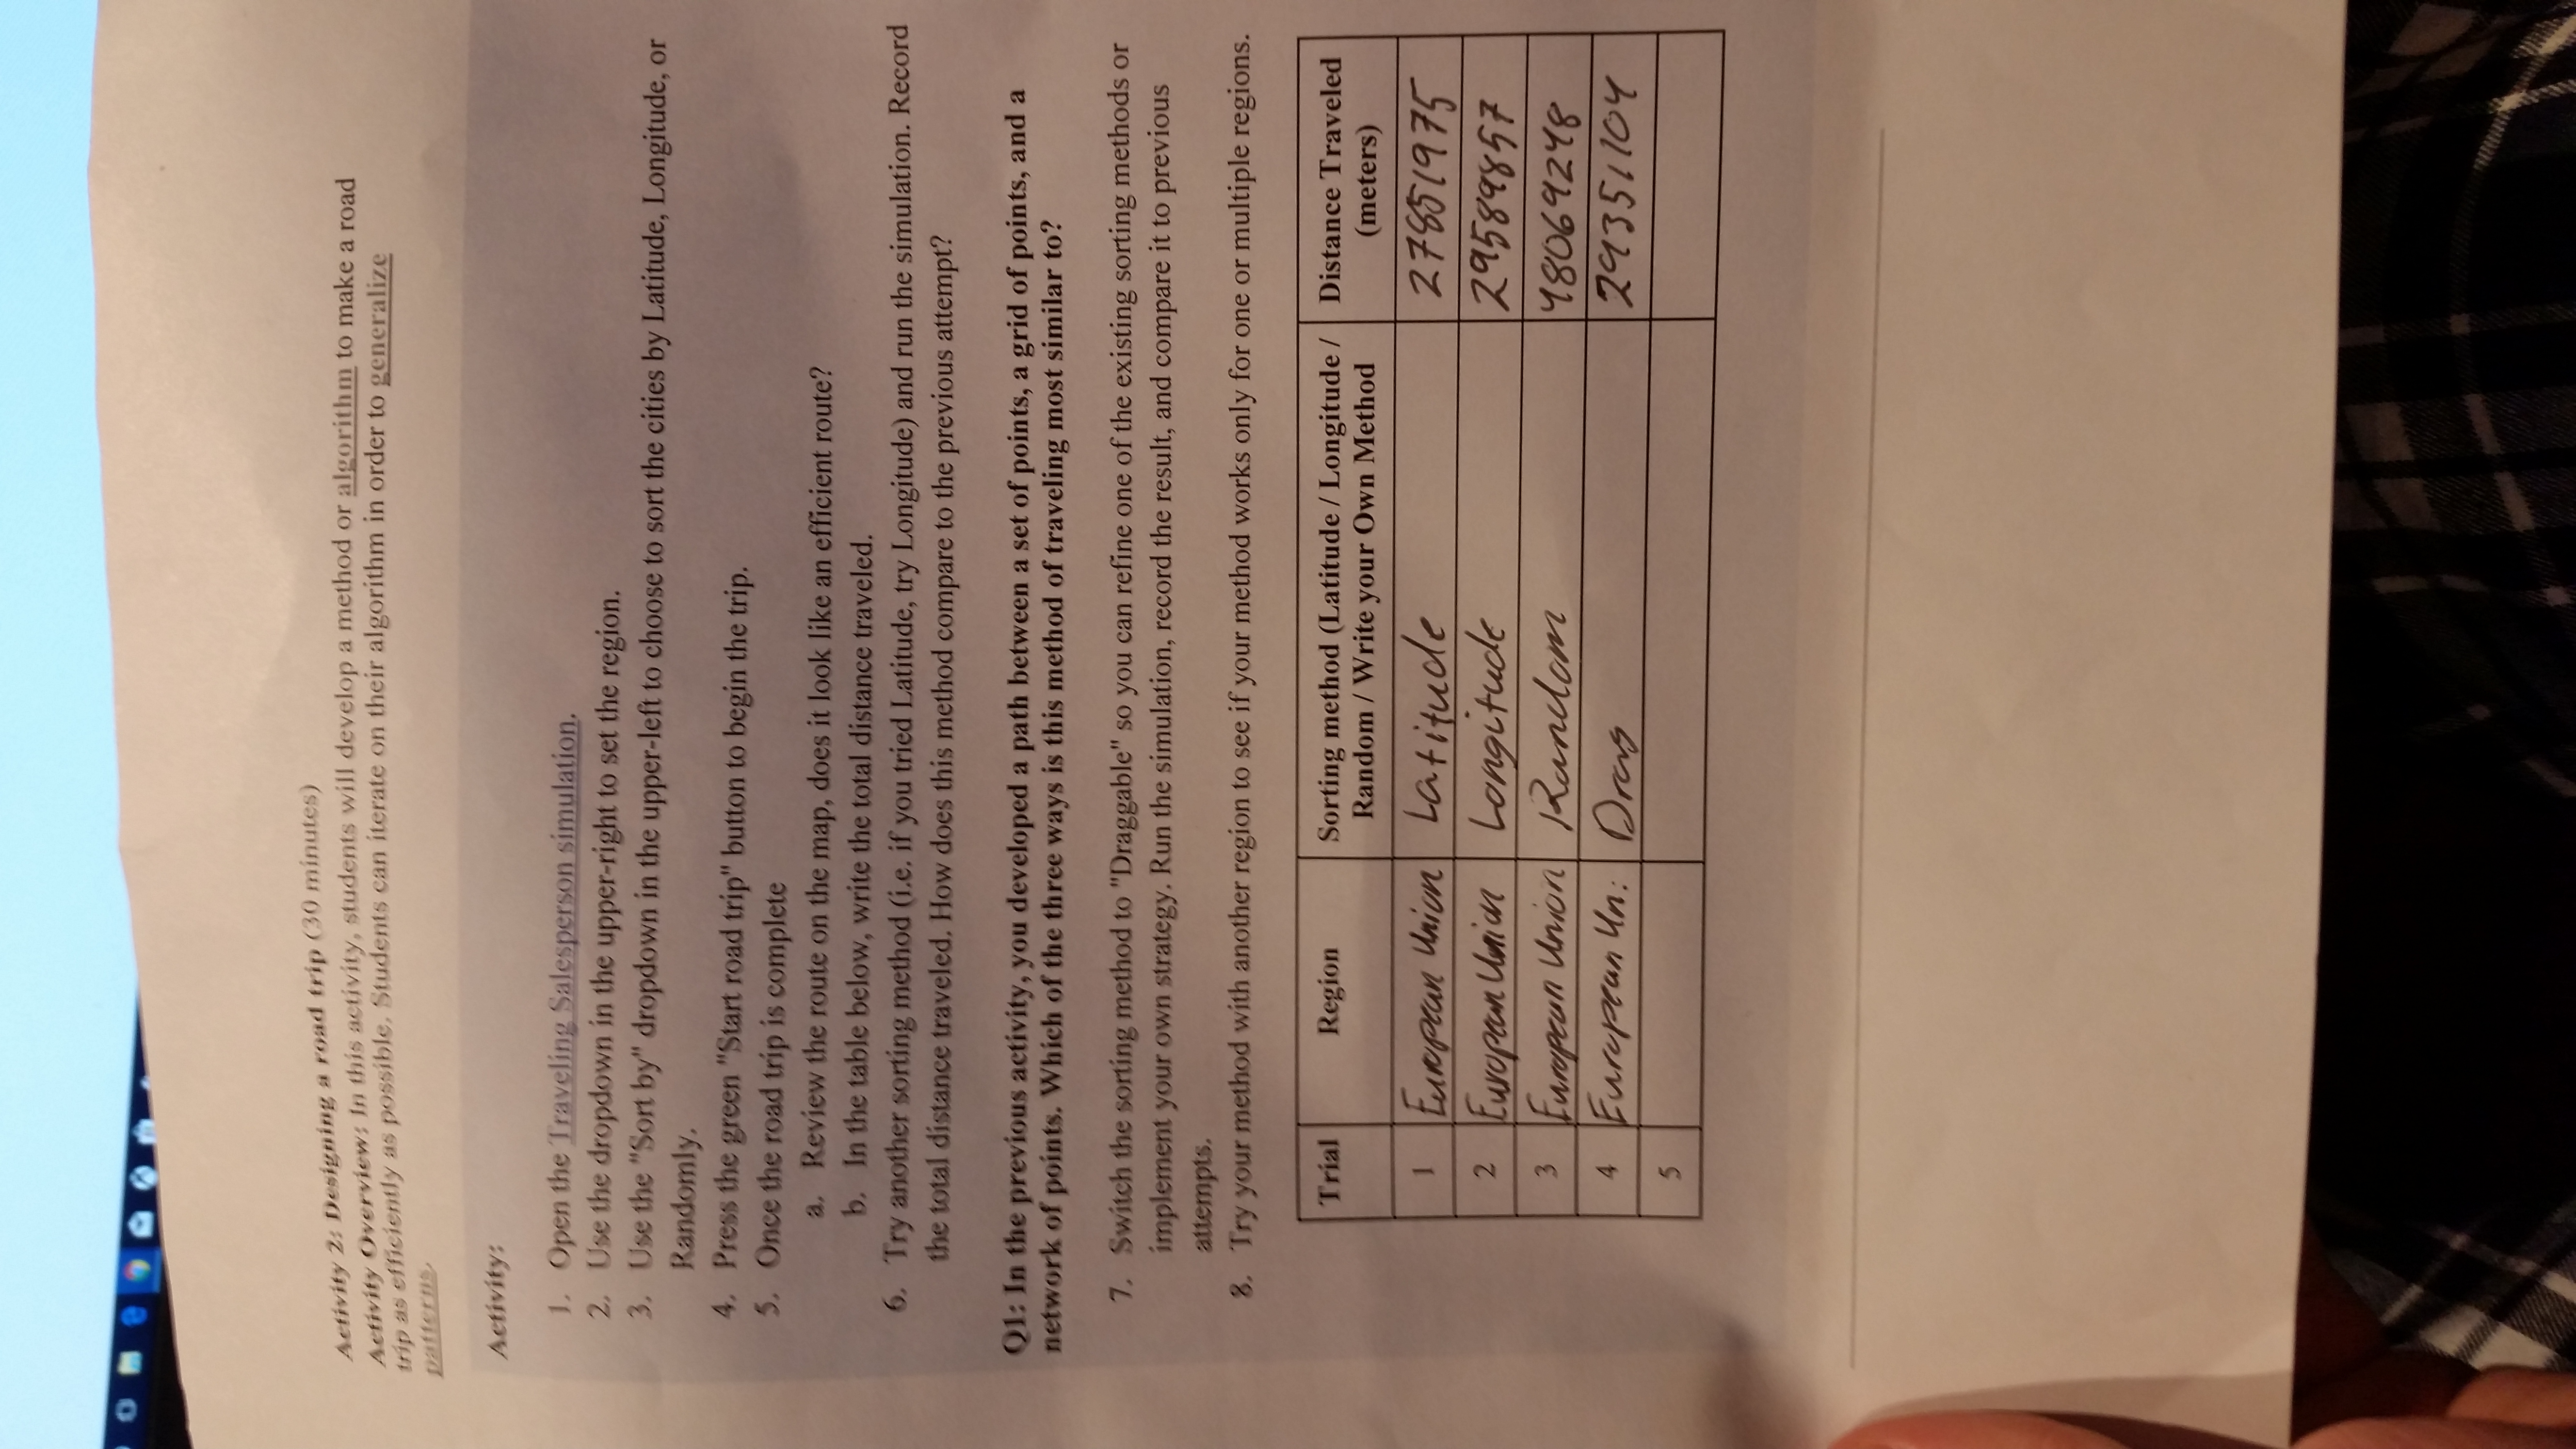 Activity 2: Designing a road trip (30 minutes)
Activity Overview: In this activity, students will develop a method or algorithm to make a road
trip as efficiently as possible. Students can iterate on their algorithm in order to generalize
patterns.
Activity:
1. Open the Traveling Salesperson simulation.
2. Use the dropdown in the upper-right to set the region.
3. Use the "Sort by" dropdown in the upper-left to choose to sort the cities by Latitude, Longitude, or
Randomly.
4. Press the green "Start road trip" button to begin the trip.
5. Once the road trip is complete
a. Review the route on the map, does it look like an efficient route?
b. In the table below, write the total distance traveled.
6. Try another sorting method (i.e. if you tried Latitude, try Longitude) and run the simulation. Record
the total distance traveled. How does this method compare to the previous attempt?
Q1: In the previous activity, you developed a path between a set of points, a grid of points, and a
network of points. Which of the three ways is this method of traveling most similar to?
7. Switch the sorting method to "Draggable" so you can refine one of the existing sorting methods or
implement your own strategy. Run the simulation, record the result, and compare it to previous
attempts.
8. Try your method with another region to see if your method works only for one or multiple regions.
Trial Region Sorting method (Latitude / Longitude / Distance Traveled
Random / Write your Own Method (meters)
1 European Union Latitude 27851975
2 European Union Longitude 29589857
3 European Union Random 48069248
4 European Un: Drag 29351104
5